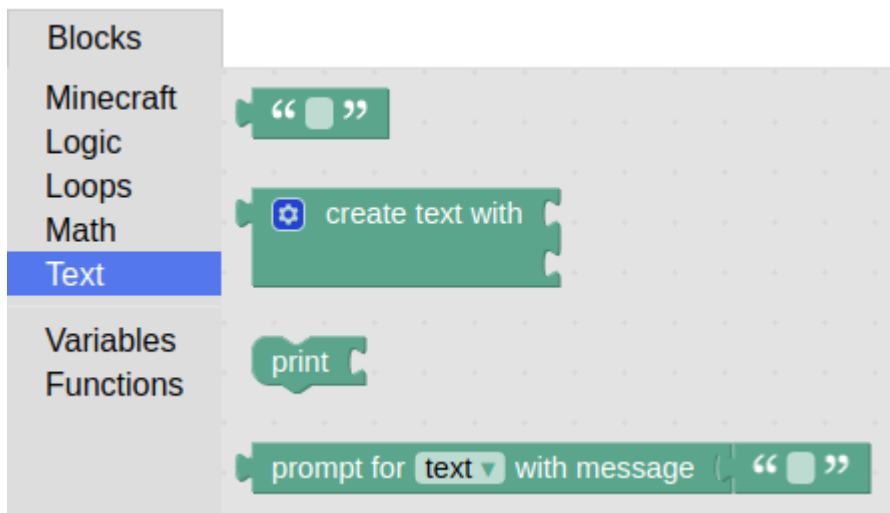 Blocks
Minecraft
Logic
Loops
Math
Text
Variables
Functions
“ ”
create text with
print
prompt for text ▾ with message “ ”